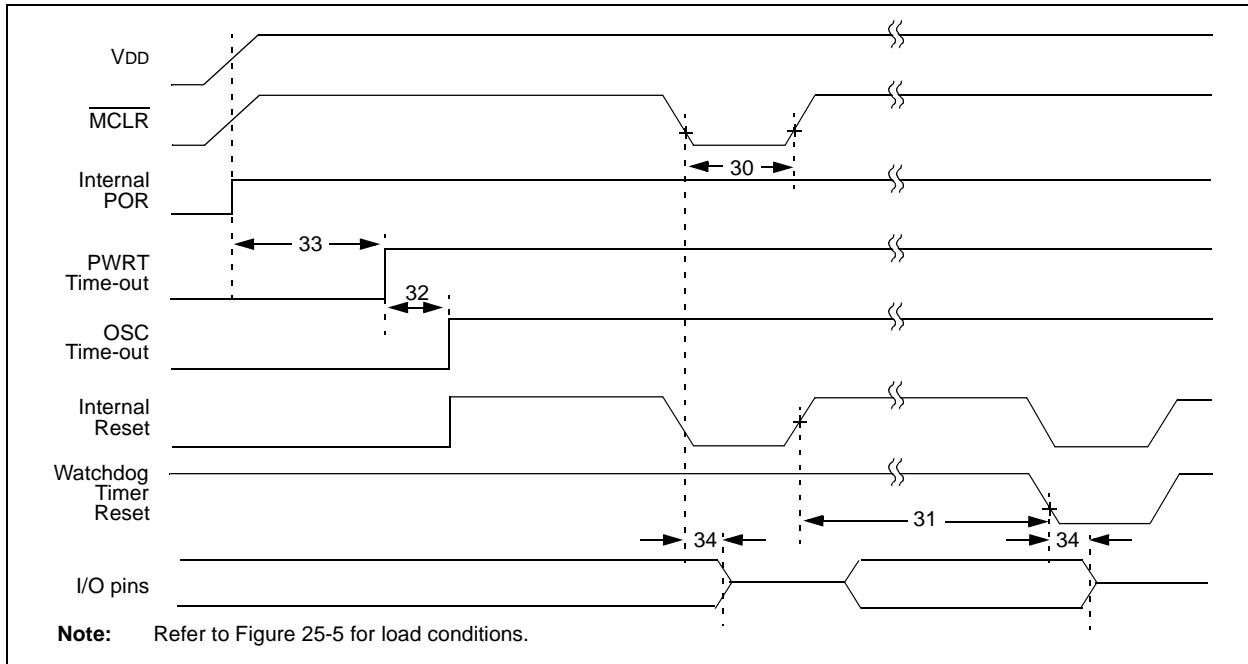 VDD
MCLR
30
Internal
POR
33
PWRT
Time-out
32
OSC
Time-out
Internal
Reset
Watchdog
Timer
Reset
31
34
34
I/O pins
Note: Refer to Figure 25-5 for load conditions.